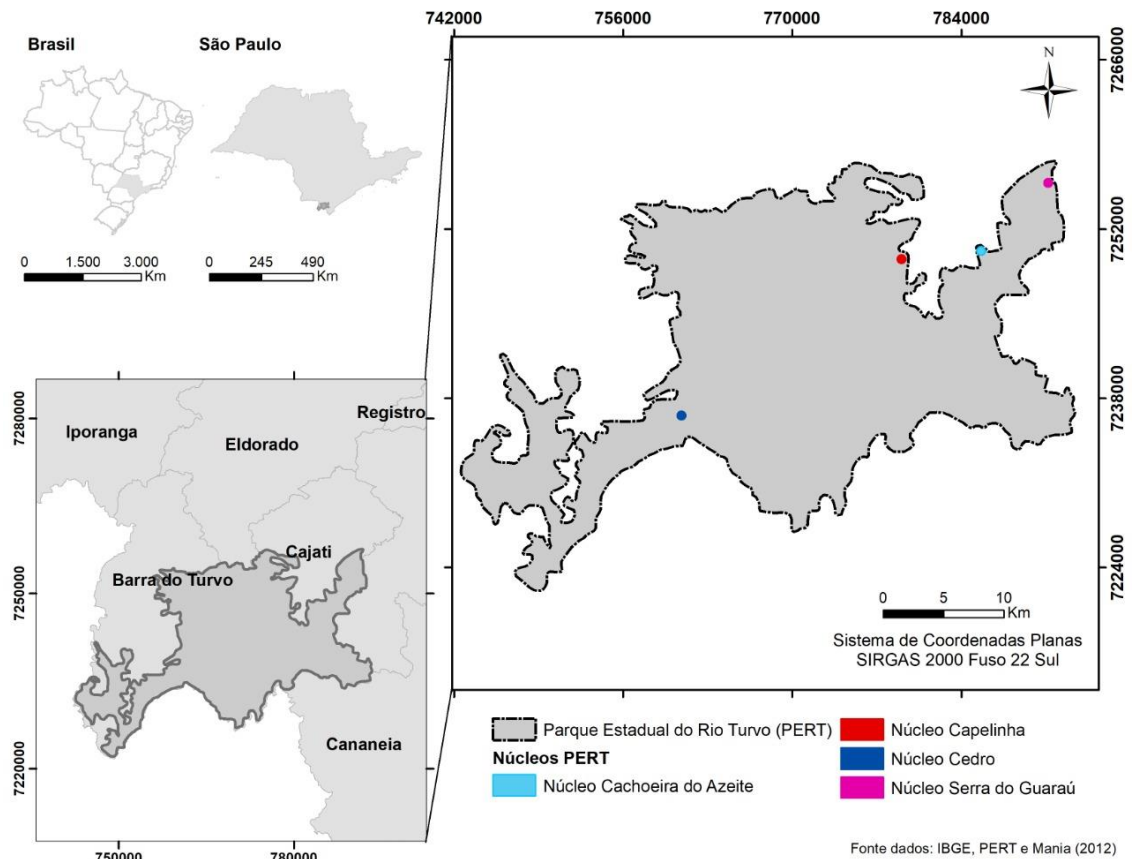 Brasil
São Paulo
0 1.500 3.000
Km
0 245 490
Km
742000 756000 770000 784000
7266000
7252000
7238000
7224000
N
0 5 10
Km
Sistema de Coordenadas Planas
SIRGAS 2000 Fuso 22 Sul
7280000
7250000
7220000
Registro
Iporanga
Eldorado
Cajati
Barra do Turvo
Cananeia
750000 780000
Parque Estadual do Rio Turvo (PERT)
Núcleos PERT
Núcleo Cachoeira do Azeite
Núcleo Capelinha
Núcleo Cedro
Núcleo Serra do Guaraú
Fonte dados: IBGE, PERT e Mania (2012)